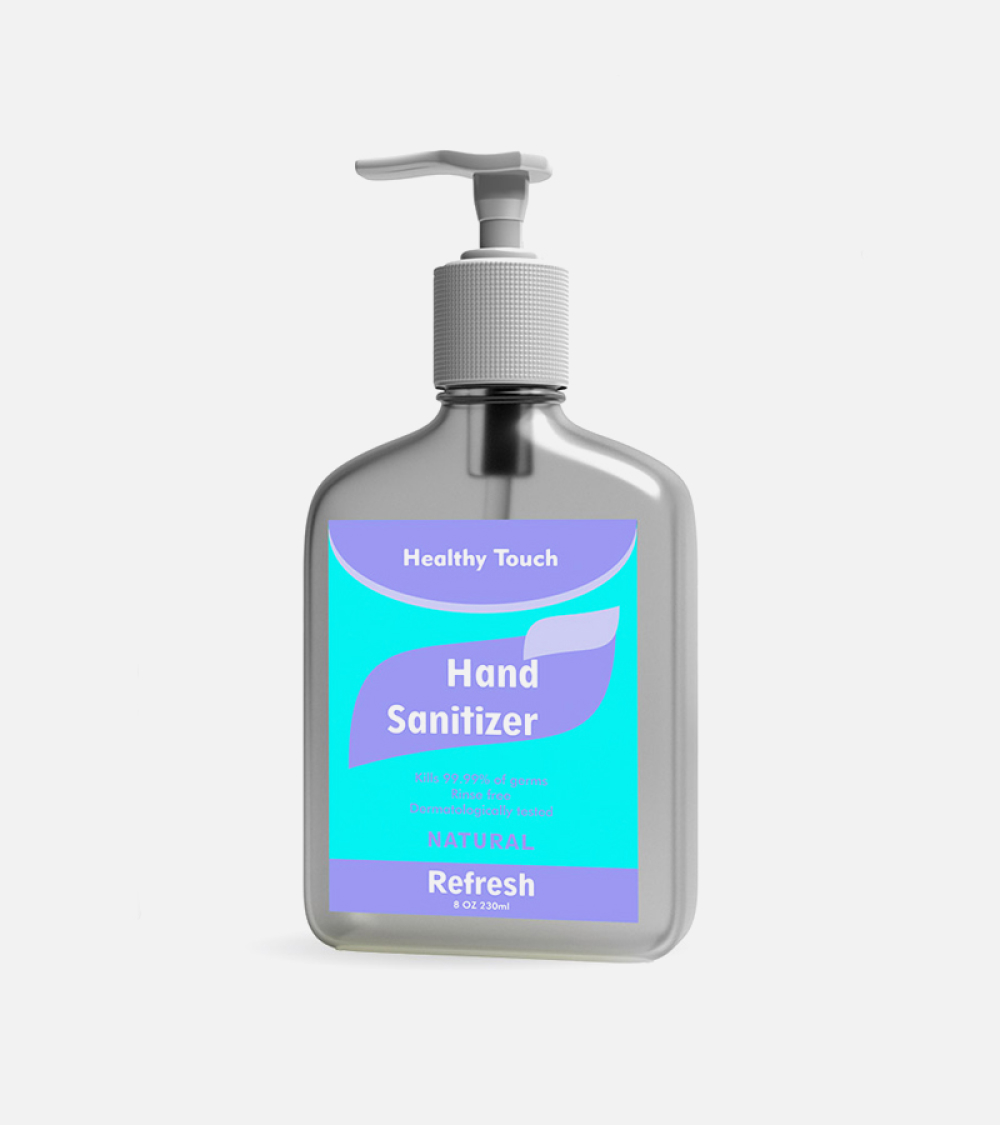 Healthy Touch
Hand
Sanitizer
Kills 99.99% of germs
Rinse free
Dermatologically tested
NATURAL
Refresh
8 OZ 230ml